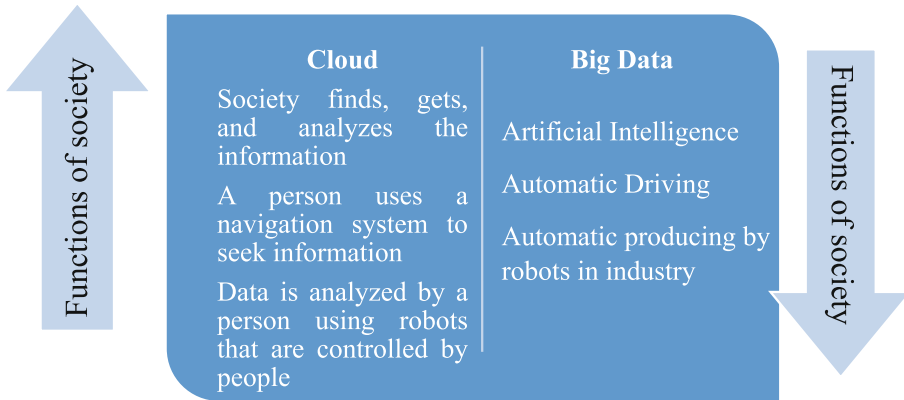 Functions of society
Cloud
Society finds, gets,
and analyzes the
information
A person uses a
navigation system to
seek information
Data is analyzed by a
person using robots
that are controlled by
people
Big Data
Artificial Intelligence
Automatic Driving
Automatic producing by
robots in industry
Functions of society